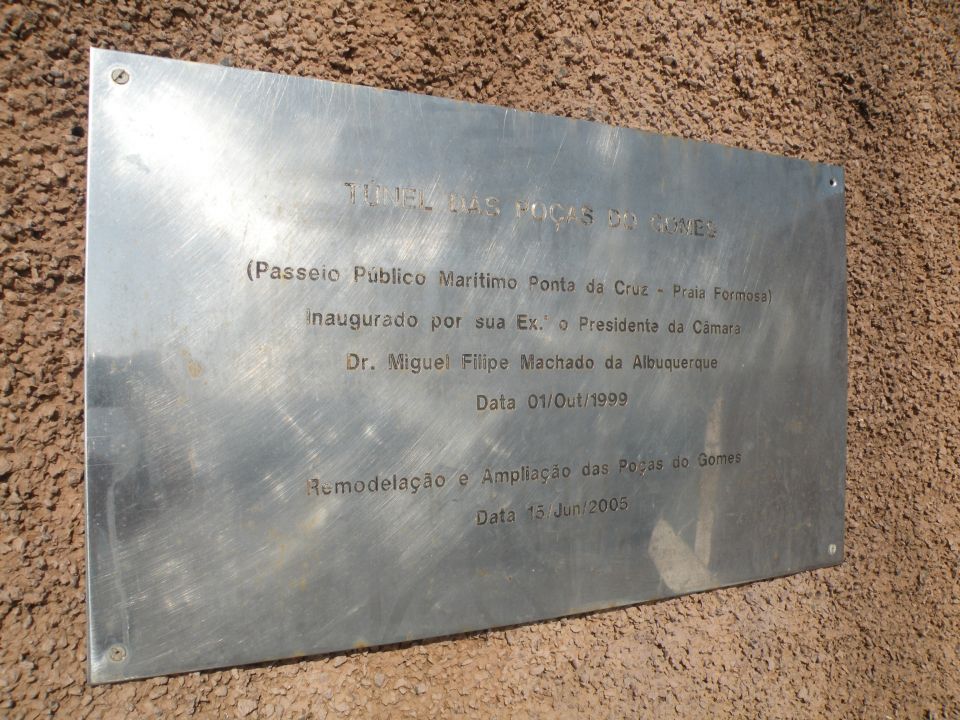 TÚNEL DAS POÇAS DO GOMES
(Passeio Público Marítimo Ponta da Cruz - Praia Formosa)
Inaugurado por sua Ex.ª o Presidente da Câmara
Dr. Miguel Filipe Machado da Albuquerque
Data 01/Out/1999
Remodelação e Ampliação das Poças do Gomes
Data 15/Jun/2005